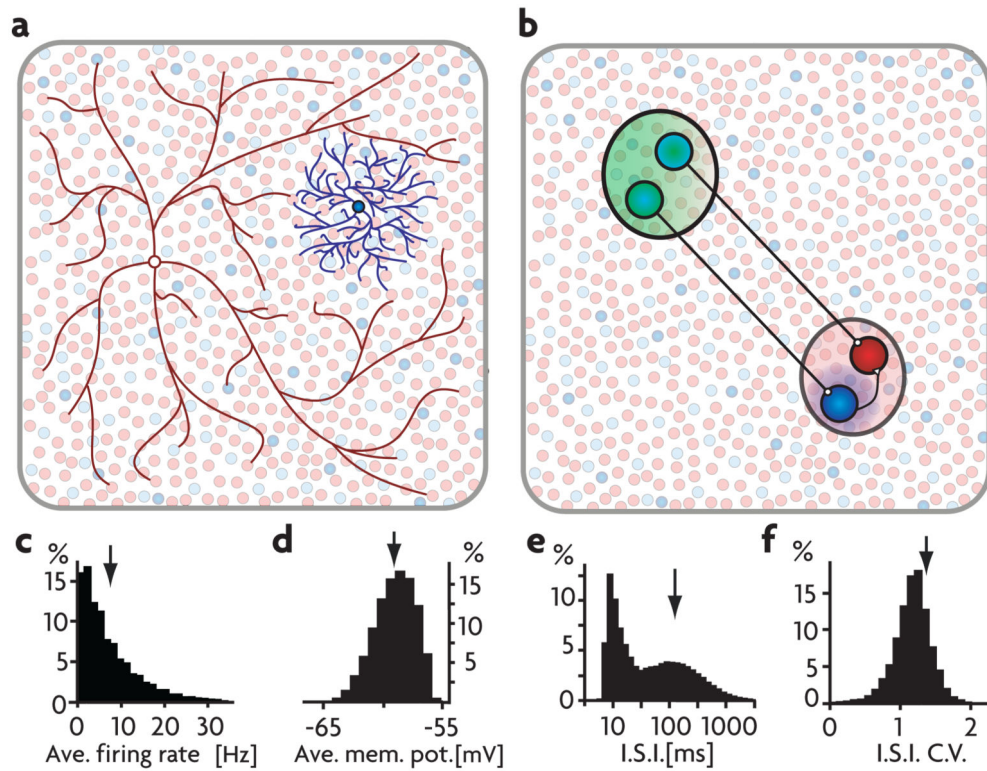 a
b
c
%
15
10
5
0
0 10 20 30
Ave. firing rate [Hz]
d
%
15
10
5
-65 -55
Ave. mem. pot.[mV]
e
%
10
5
0
10 100 1000
I.S.I.[ms]
f
%
15
10
5
0
0 1 2
I.S.I. C.V.